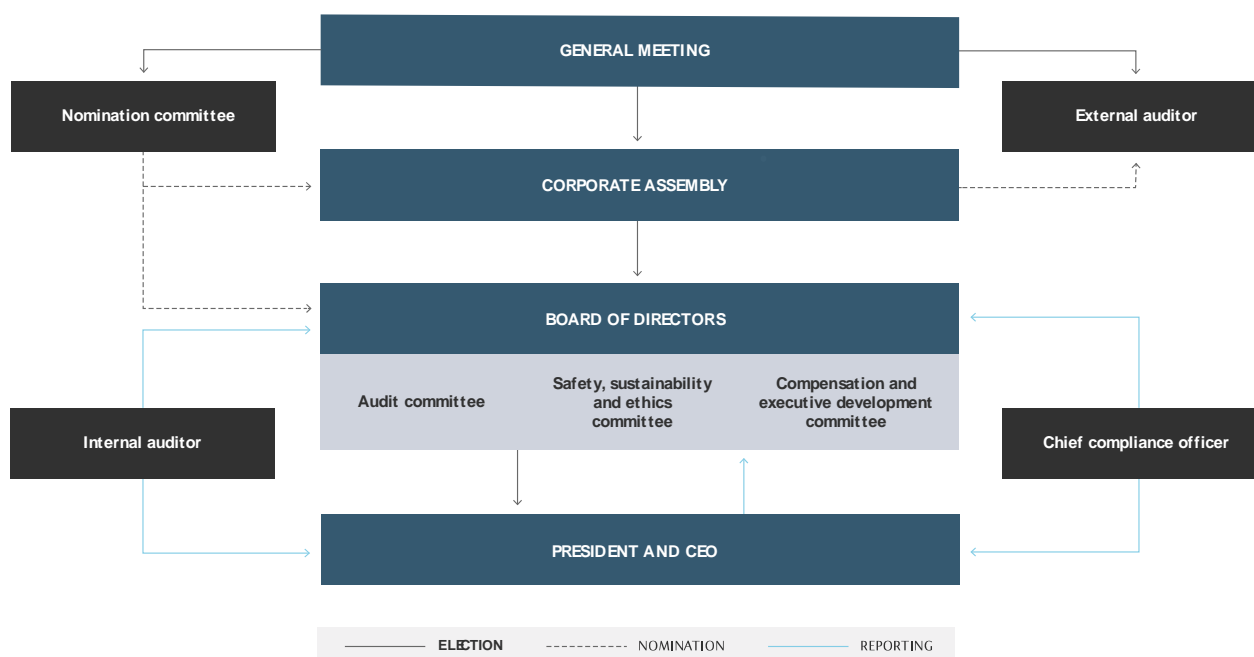 GENERAL MEETING
Nomination committee
External auditor
CORPORATE ASSEMBLY
BOARD OF DIRECTORS
Audit committee
Safety, sustainability
and ethics
committee
Compensation and
executive development
committee
Internal auditor
Chief compliance officer
PRESIDENT AND CEO
ELECTION
NOMINATION
REPORTING